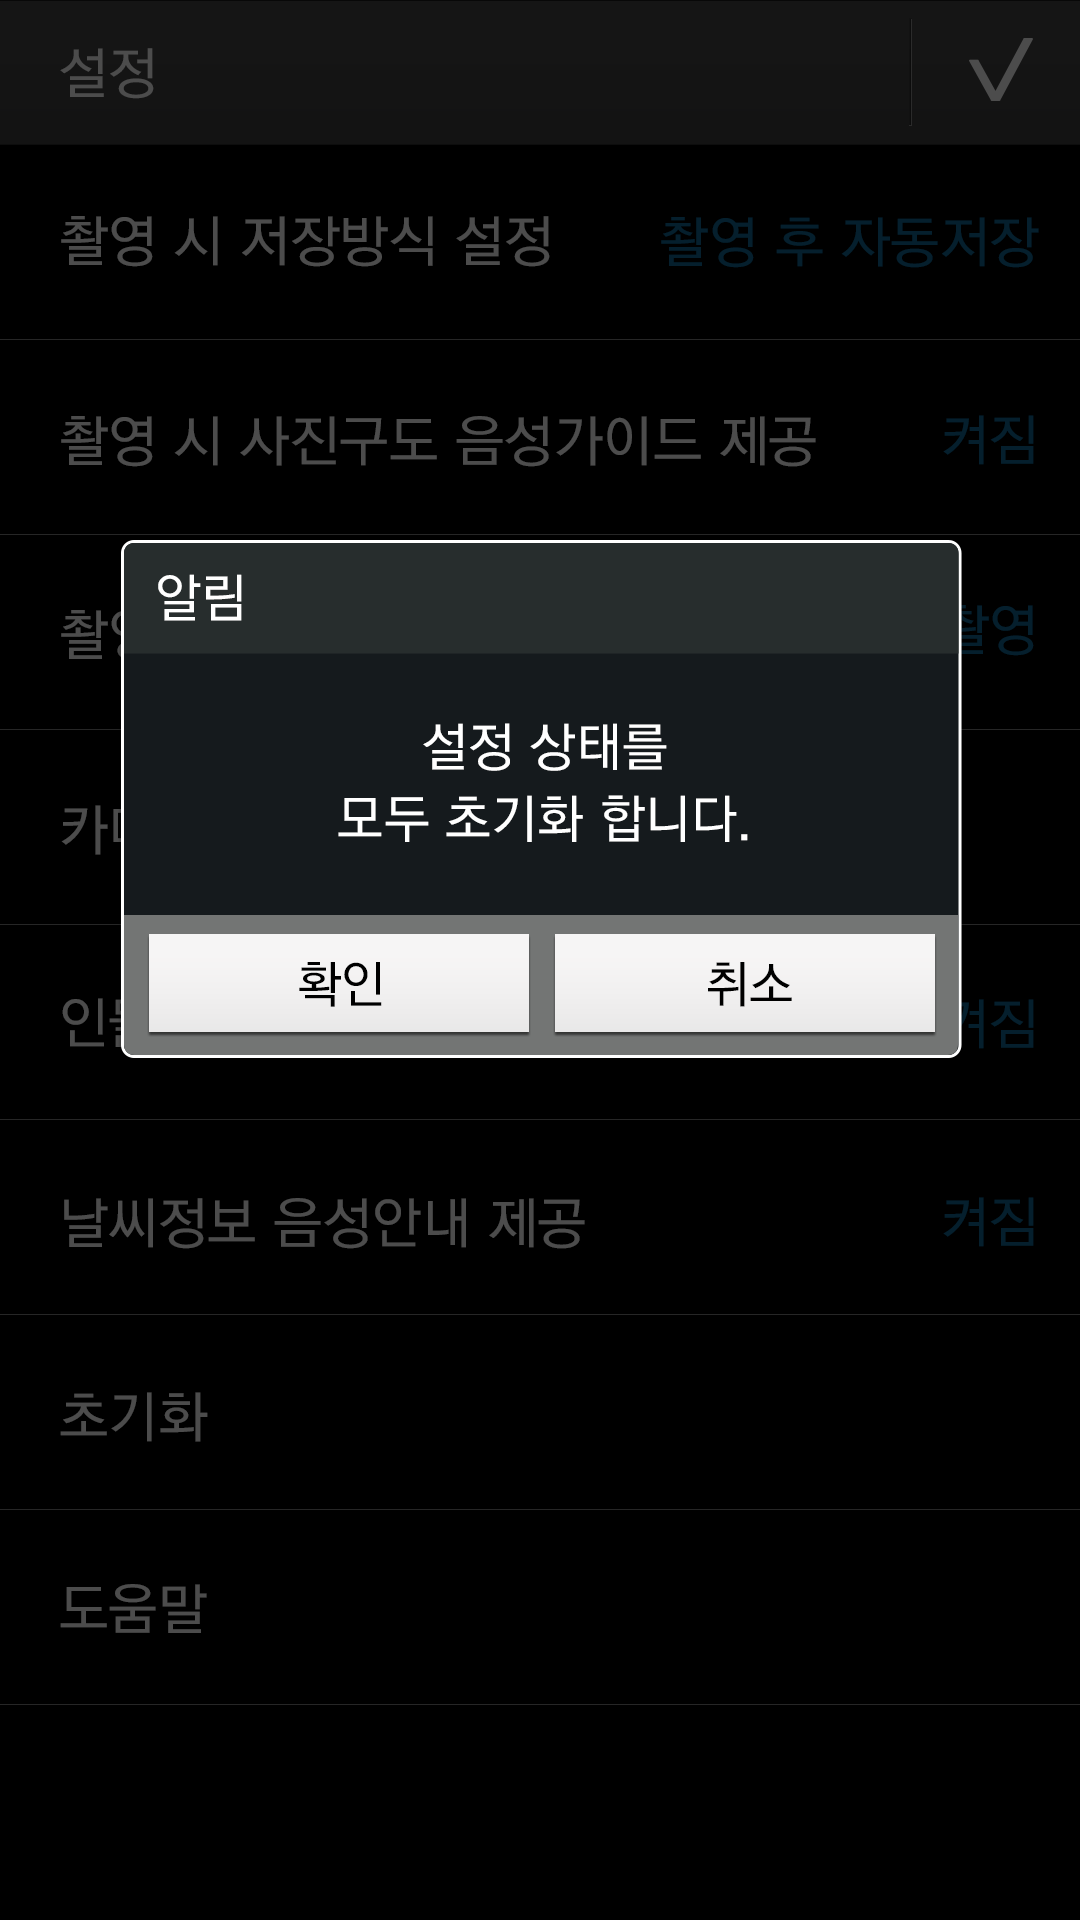 설정
촬영 시 저장방식 설정 촬영 후 자동저장
촬영 시 사진구도 음성가이드 제공 켜짐
알림
설정 상태를
모두 초기화 합니다.
확인 취소
날씨정보 음성안내 제공 켜짐
초기화
도움말